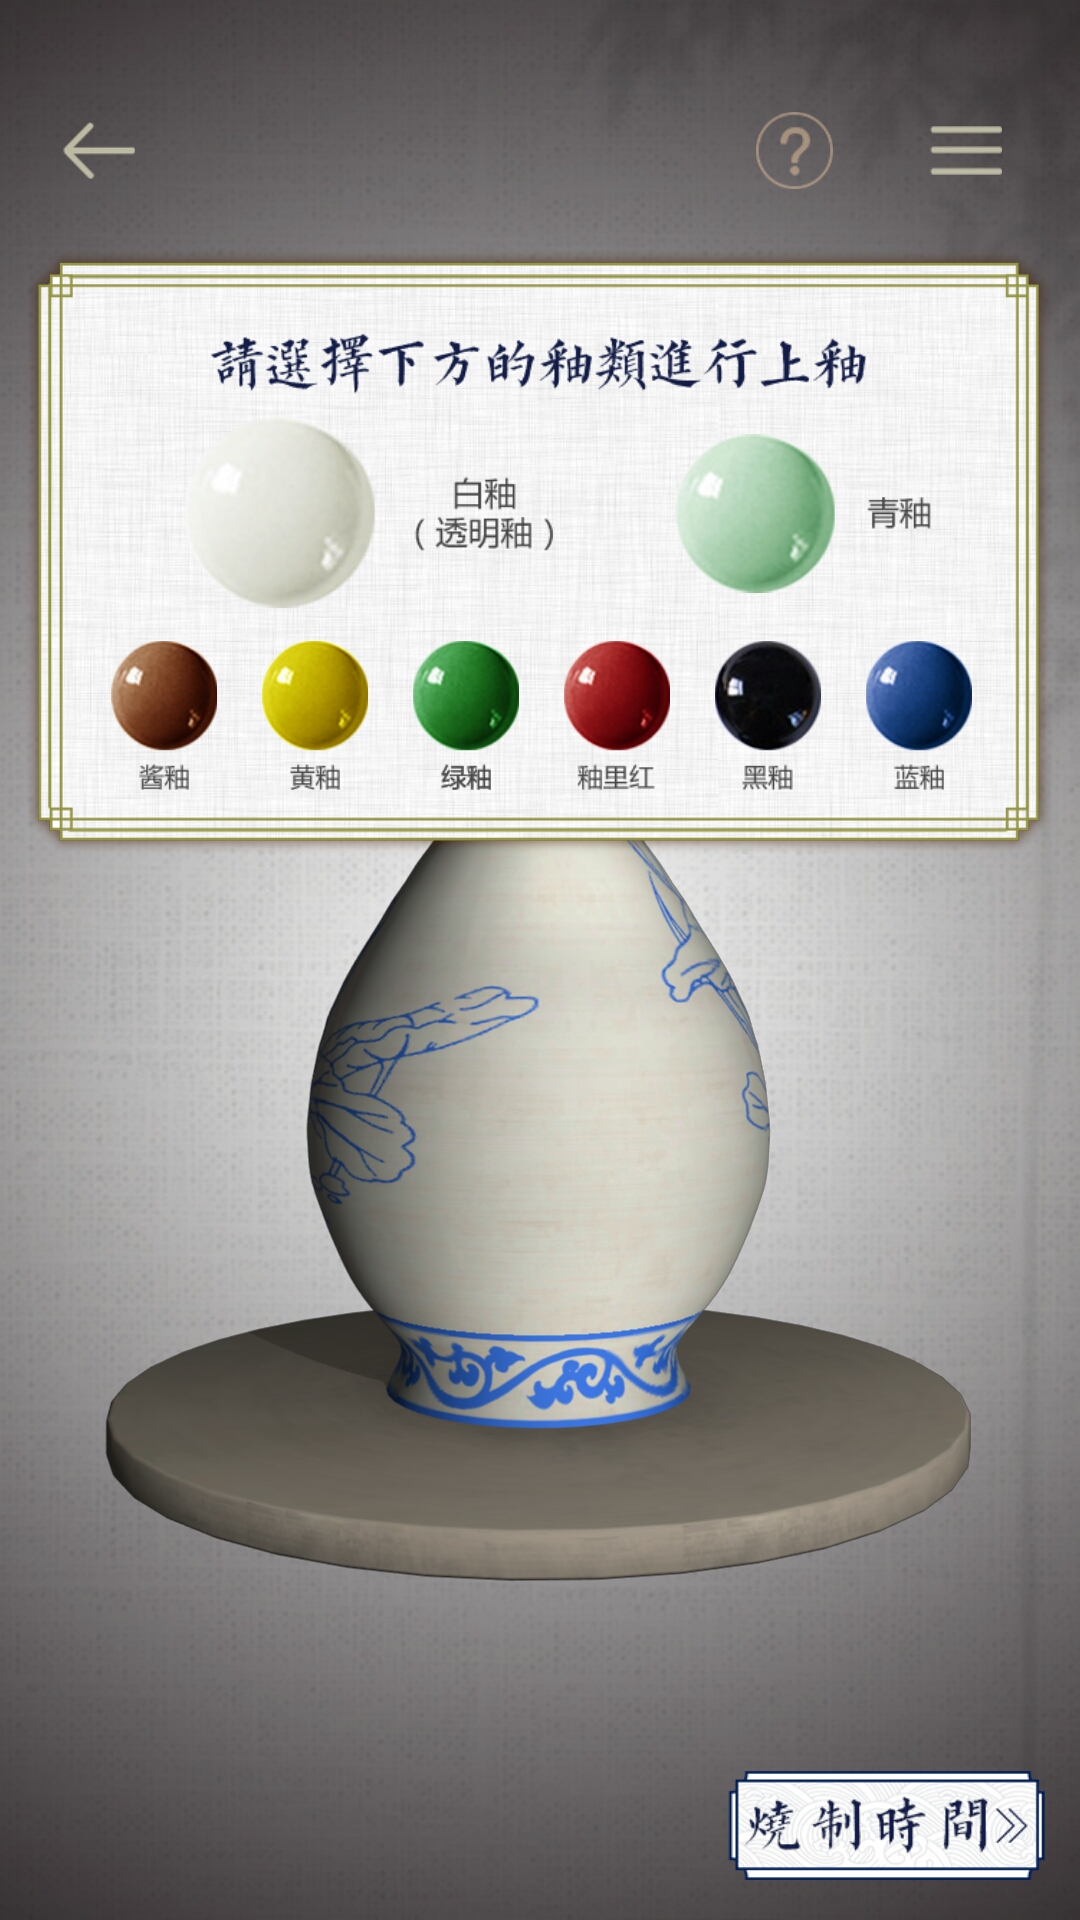 請選擇下方的釉類進行上釉
白釉
（透明釉）
青釉
酱釉
黄釉
绿釉
釉里红
黑釉
蓝釉
燒制時間